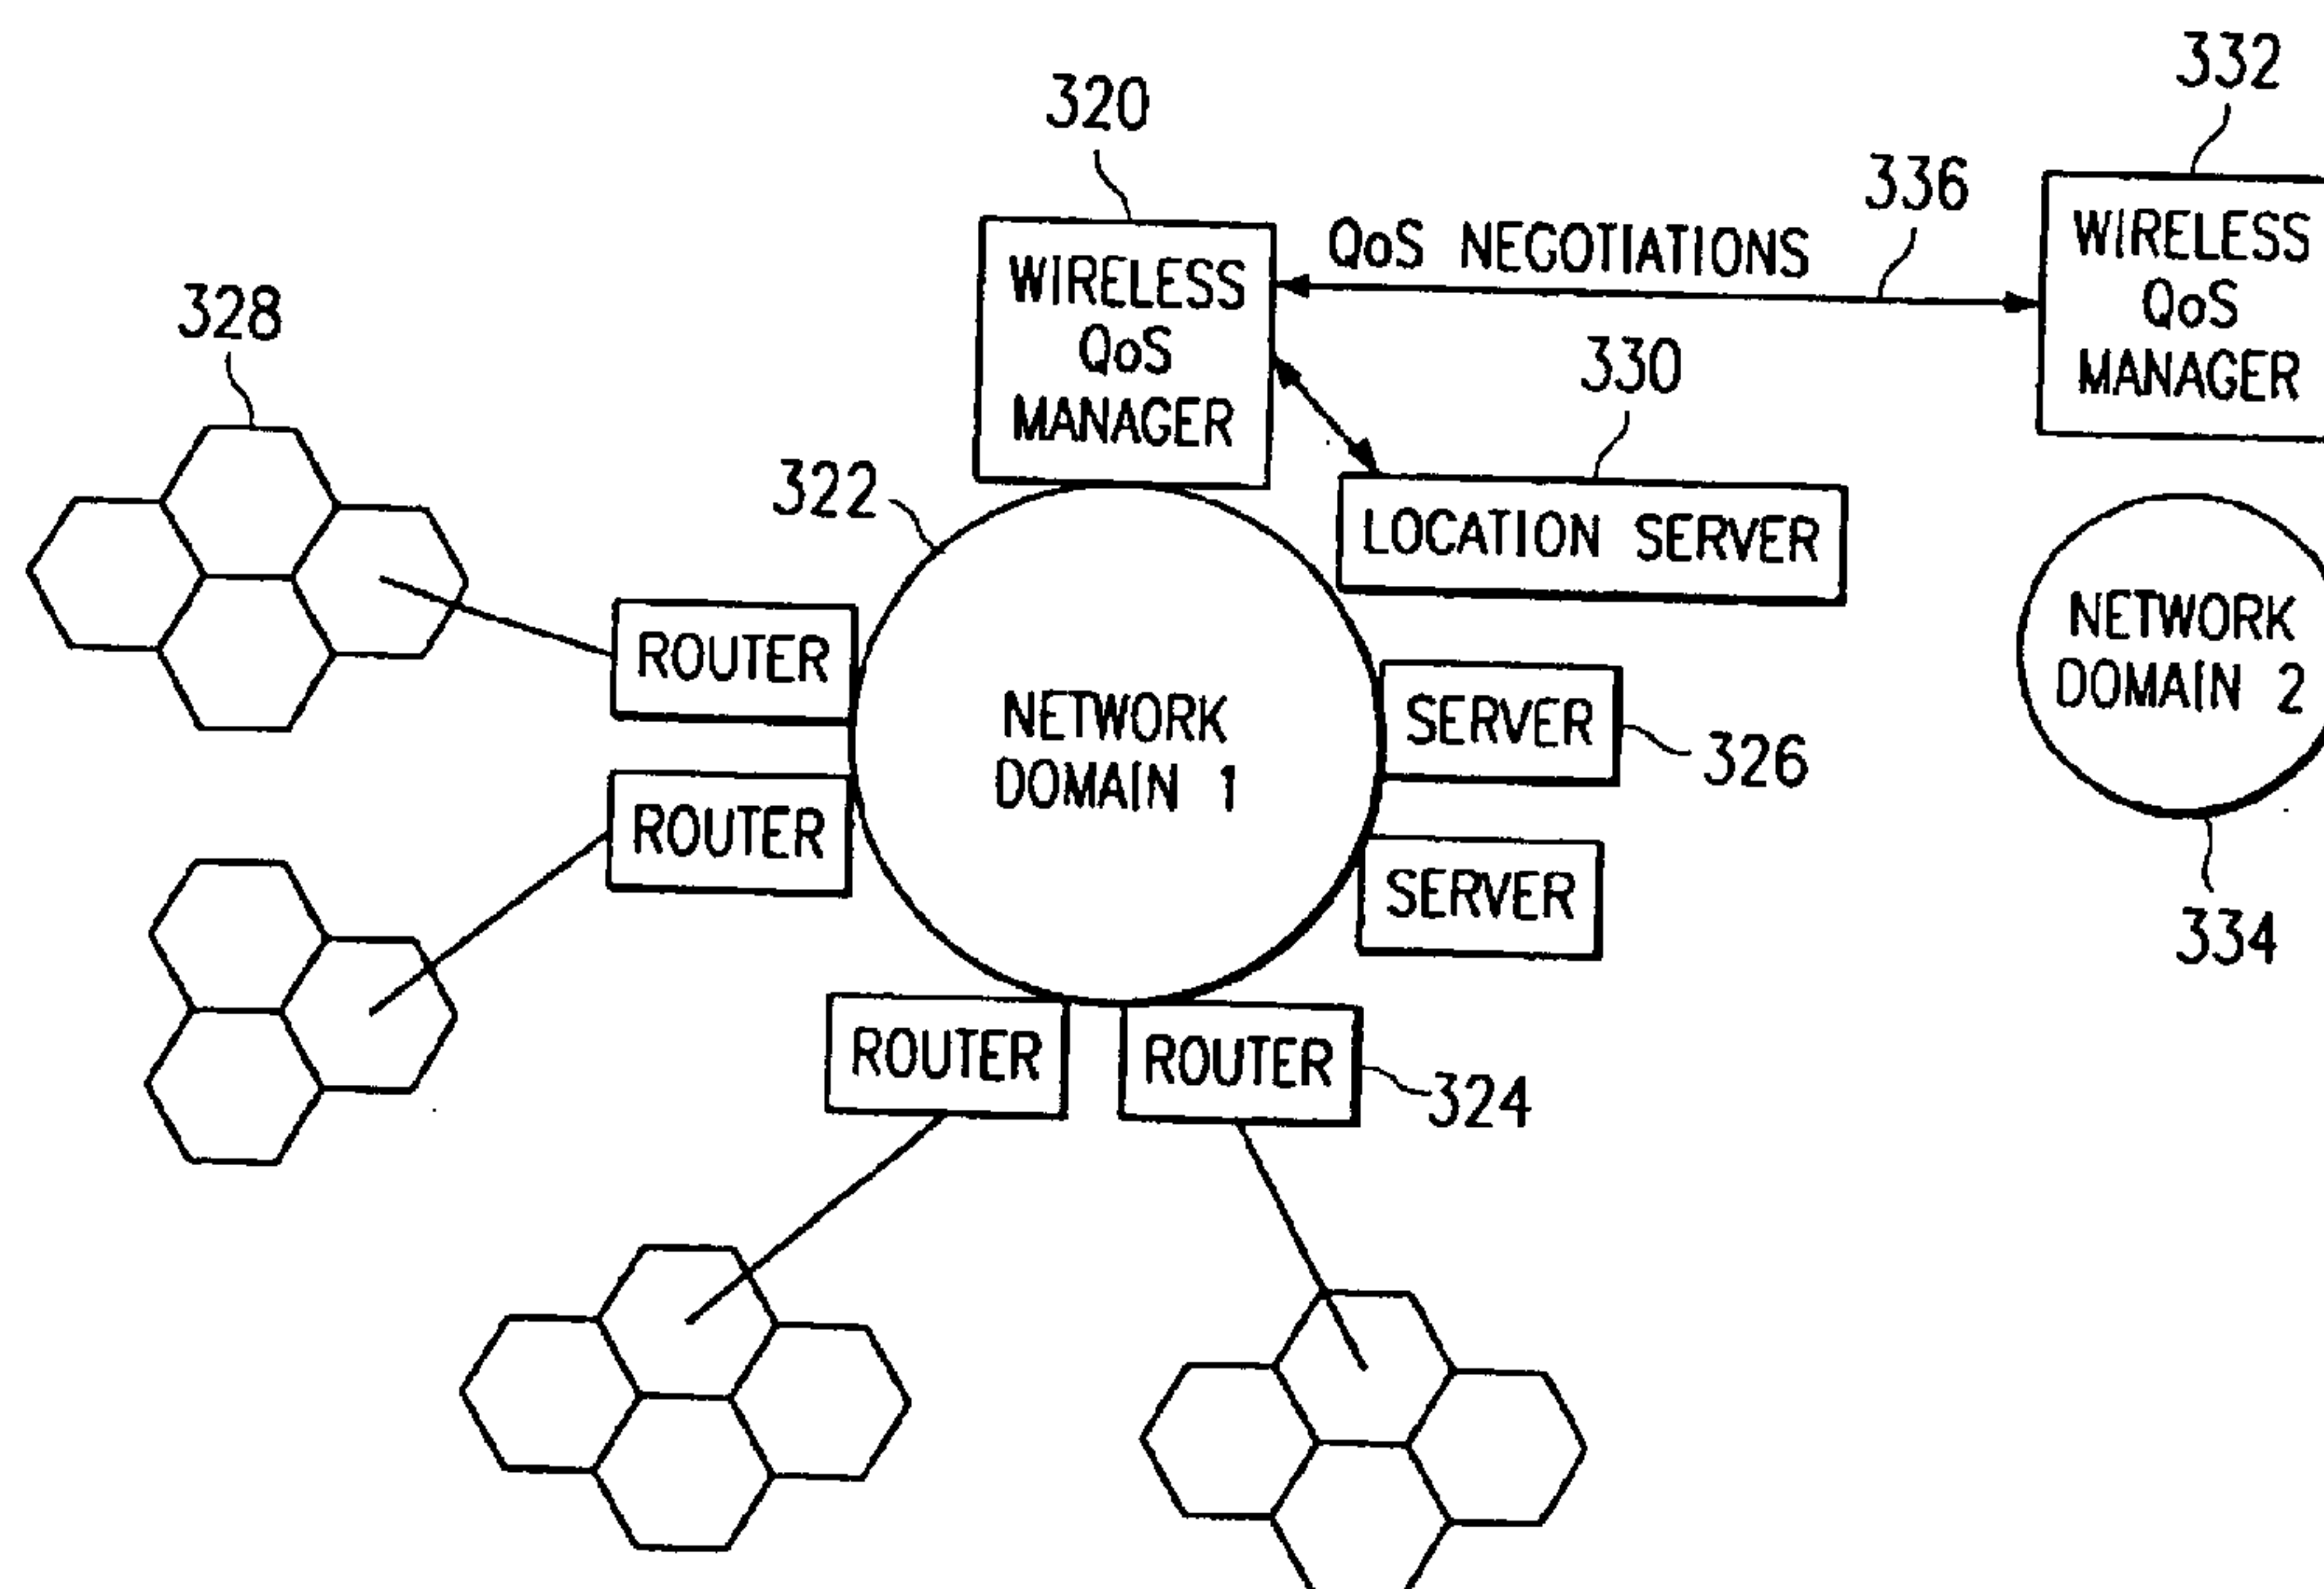 332
320
336
WIRELESS
QoS
MANAGER
QoS NEGOTIATIONS
WIRELESS
QoS
MANAGER
328
330
322
LOCATION SERVER
NETWORK
DOMAIN 2
ROUTER
NETWORK
DOMAIN 1
SERVER
326
ROUTER
SERVER
334
ROUTER
ROUTER
324